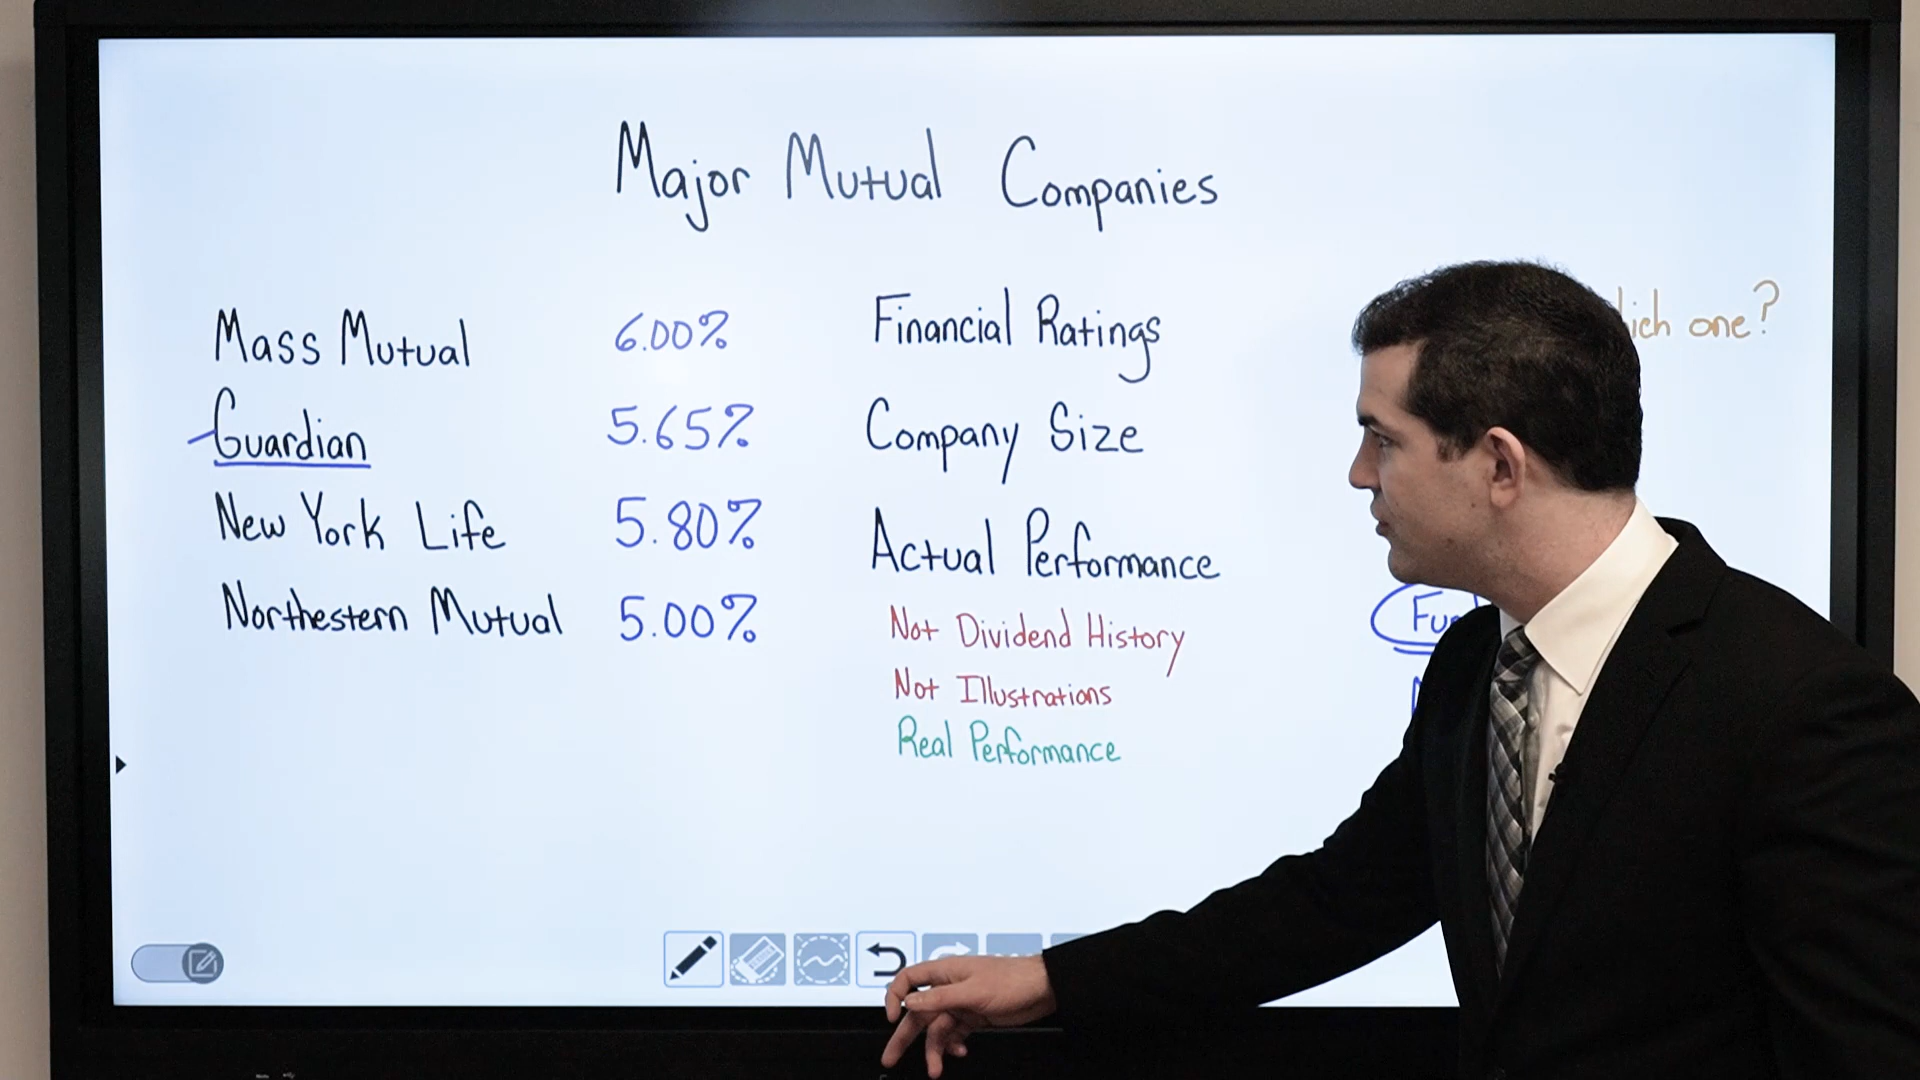 Major Mutual Companies
Mass Mutual 6.00%
Guardian 5.65%
New York Life 5.80%
Northestern Mutual 5.00%
Financial Ratings
Company Size
Actual Performance
Not Dividend History
Not Illustrations
Real Performance
one?